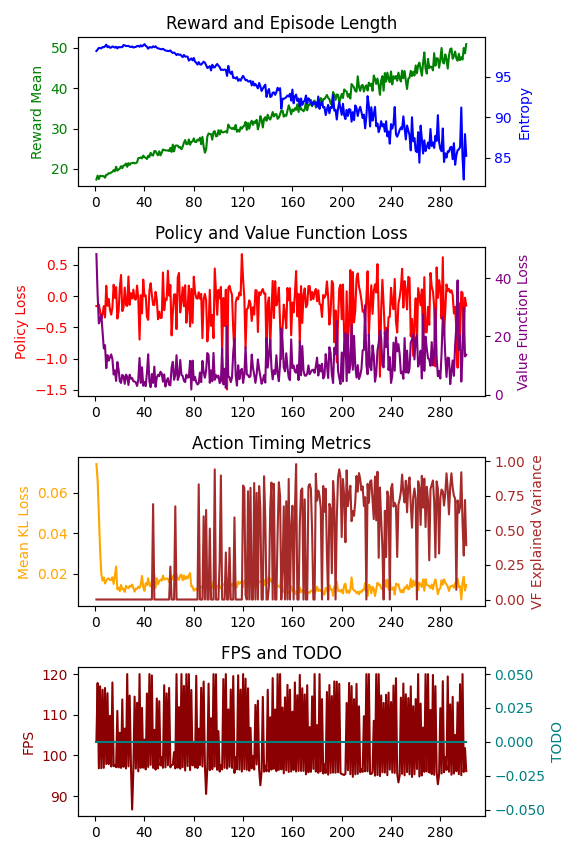 Reward and Episode Length
50
40
30
20
Reward Mean
95
90
85
Entropy
0 40 80 120 160 200 240 280
Policy and Value Function Loss
0.5
0.0
−0.5
−1.0
−1.5
Policy Loss
40
20
0
Value Function Loss
0 40 80 120 160 200 240 280
Action Timing Metrics
0.06
0.04
0.02
Mean KL Loss
1.00
0.75
0.50
0.25
0.00
VF Explained Variance
0 40 80 120 160 200 240 280
FPS and TODO
120
110
100
90
FPS
0.050
0.025
0.000
−0.025
−0.050
TODO
0 40 80 120 160 200 240 280